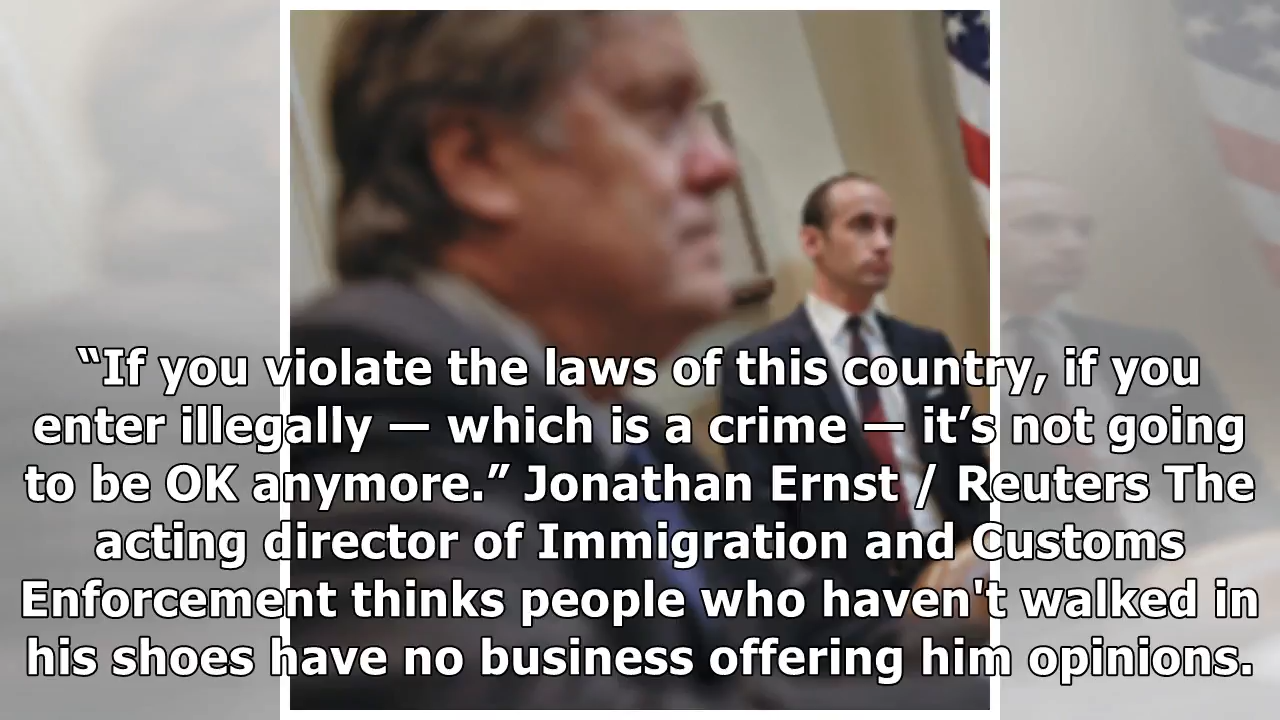 “If you violate the laws of this country, if you
enter illegally — which is a crime — it’s not going
to be OK anymore.” Jonathan Ernst / Reuters The
acting director of Immigration and Customs
Enforcement thinks people who haven't walked in
his shoes have no business offering him opinions.